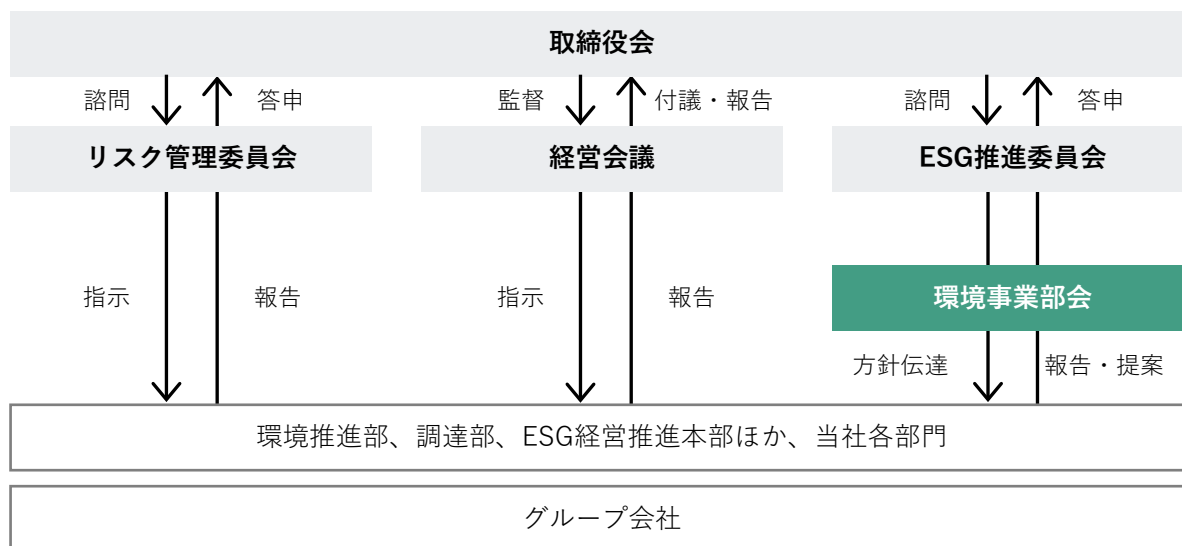 取締役会
諮問
答申
監督
付議・報告
諮問
答申
リスク管理委員会
経営会議
ESG推進委員会
指示
報告
指示
報告
環境事業部会
方針伝達
報告・提案
環境推進部、調達部、ESG経営推進本部ほか、当社各部門
グループ会社